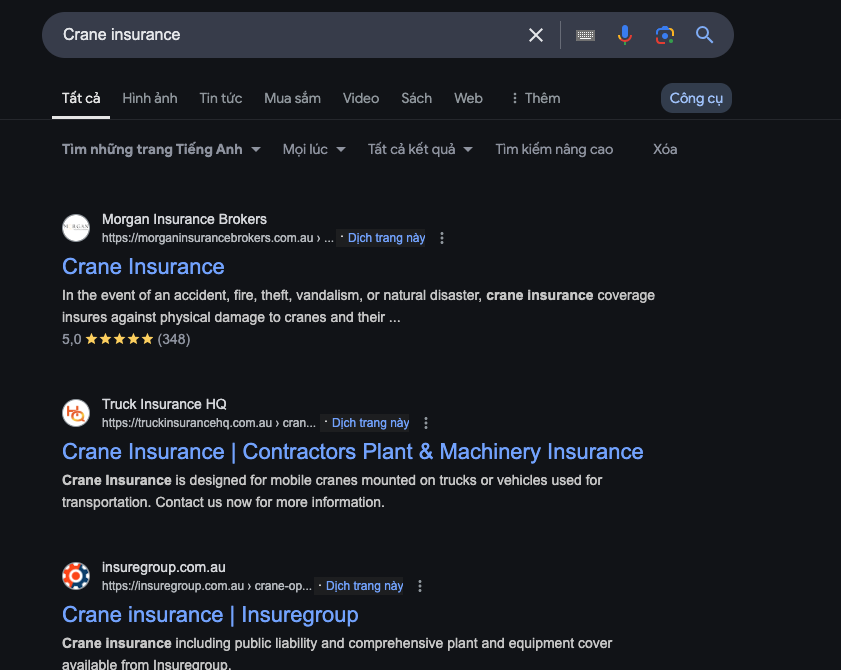 Crane insurance
Tất cả Hình ảnh Tin tức Mua sắm Video Sách Web Thêm Công cụ
Tìm những trang Tiếng Anh Mọi lúc Tất cả kết quả Tìm kiếm nâng cao Xóa
Morgan Insurance Brokers
https://morganinsurancebrokers.com.au › ... · Dịch trang này
Crane Insurance
In the event of an accident, fire, theft, vandalism, or natural disaster, crane insurance coverage
insures against physical damage to cranes and their ...
5,0 ★★★★★ (348)
Truck Insurance HQ
https://truckinsurancehq.com.au › cran... · Dịch trang này
Crane Insurance | Contractors Plant & Machinery Insurance
Crane Insurance is designed for mobile cranes mounted on trucks or vehicles used for
transportation. Contact us now for more information.
insuregroup.com.au
https://insuregroup.com.au › crane-op... · Dịch trang này
Crane insurance | Insuregroup
Crane insurance including public liability and comprehensive plant and equipment cover
available from Insuregroup.